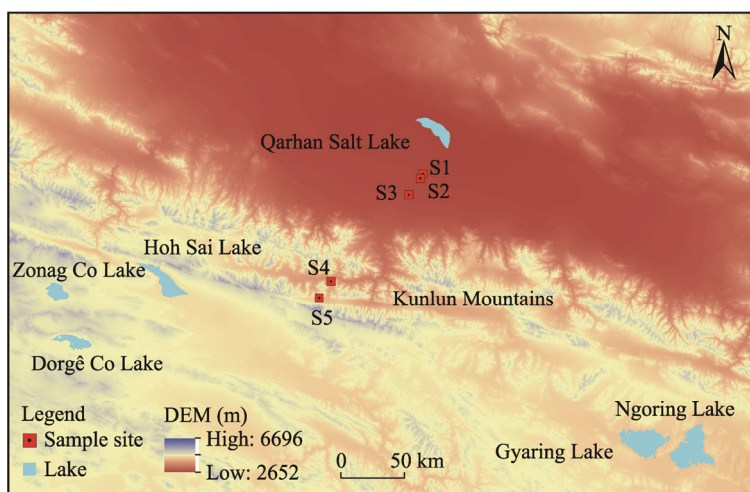 N
Qarhan Salt Lake
S1
S2
S3
Hoh Sai Lake
S4
Zonag Co Lake
Kunlun Mountains
S5
Dorgê Co Lake
Legend
Sample site
Lake
DEM (m)
High: 6696
Low: 2652
0 50 km
Ngoring Lake
Gyaring Lake